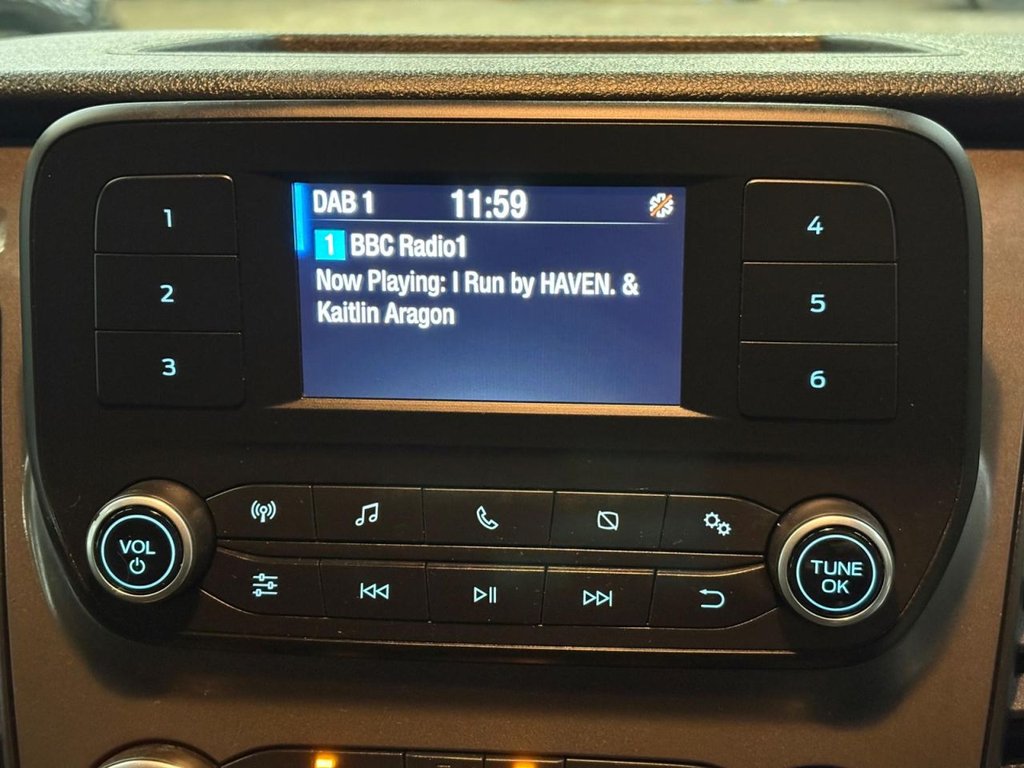 DAB 1 11:59
1 BBC Radio1
Now Playing: I Run by HAVEN. &
Kaitlin Aragon
1
2
3
4
5
6
VOL
TUNE
OK